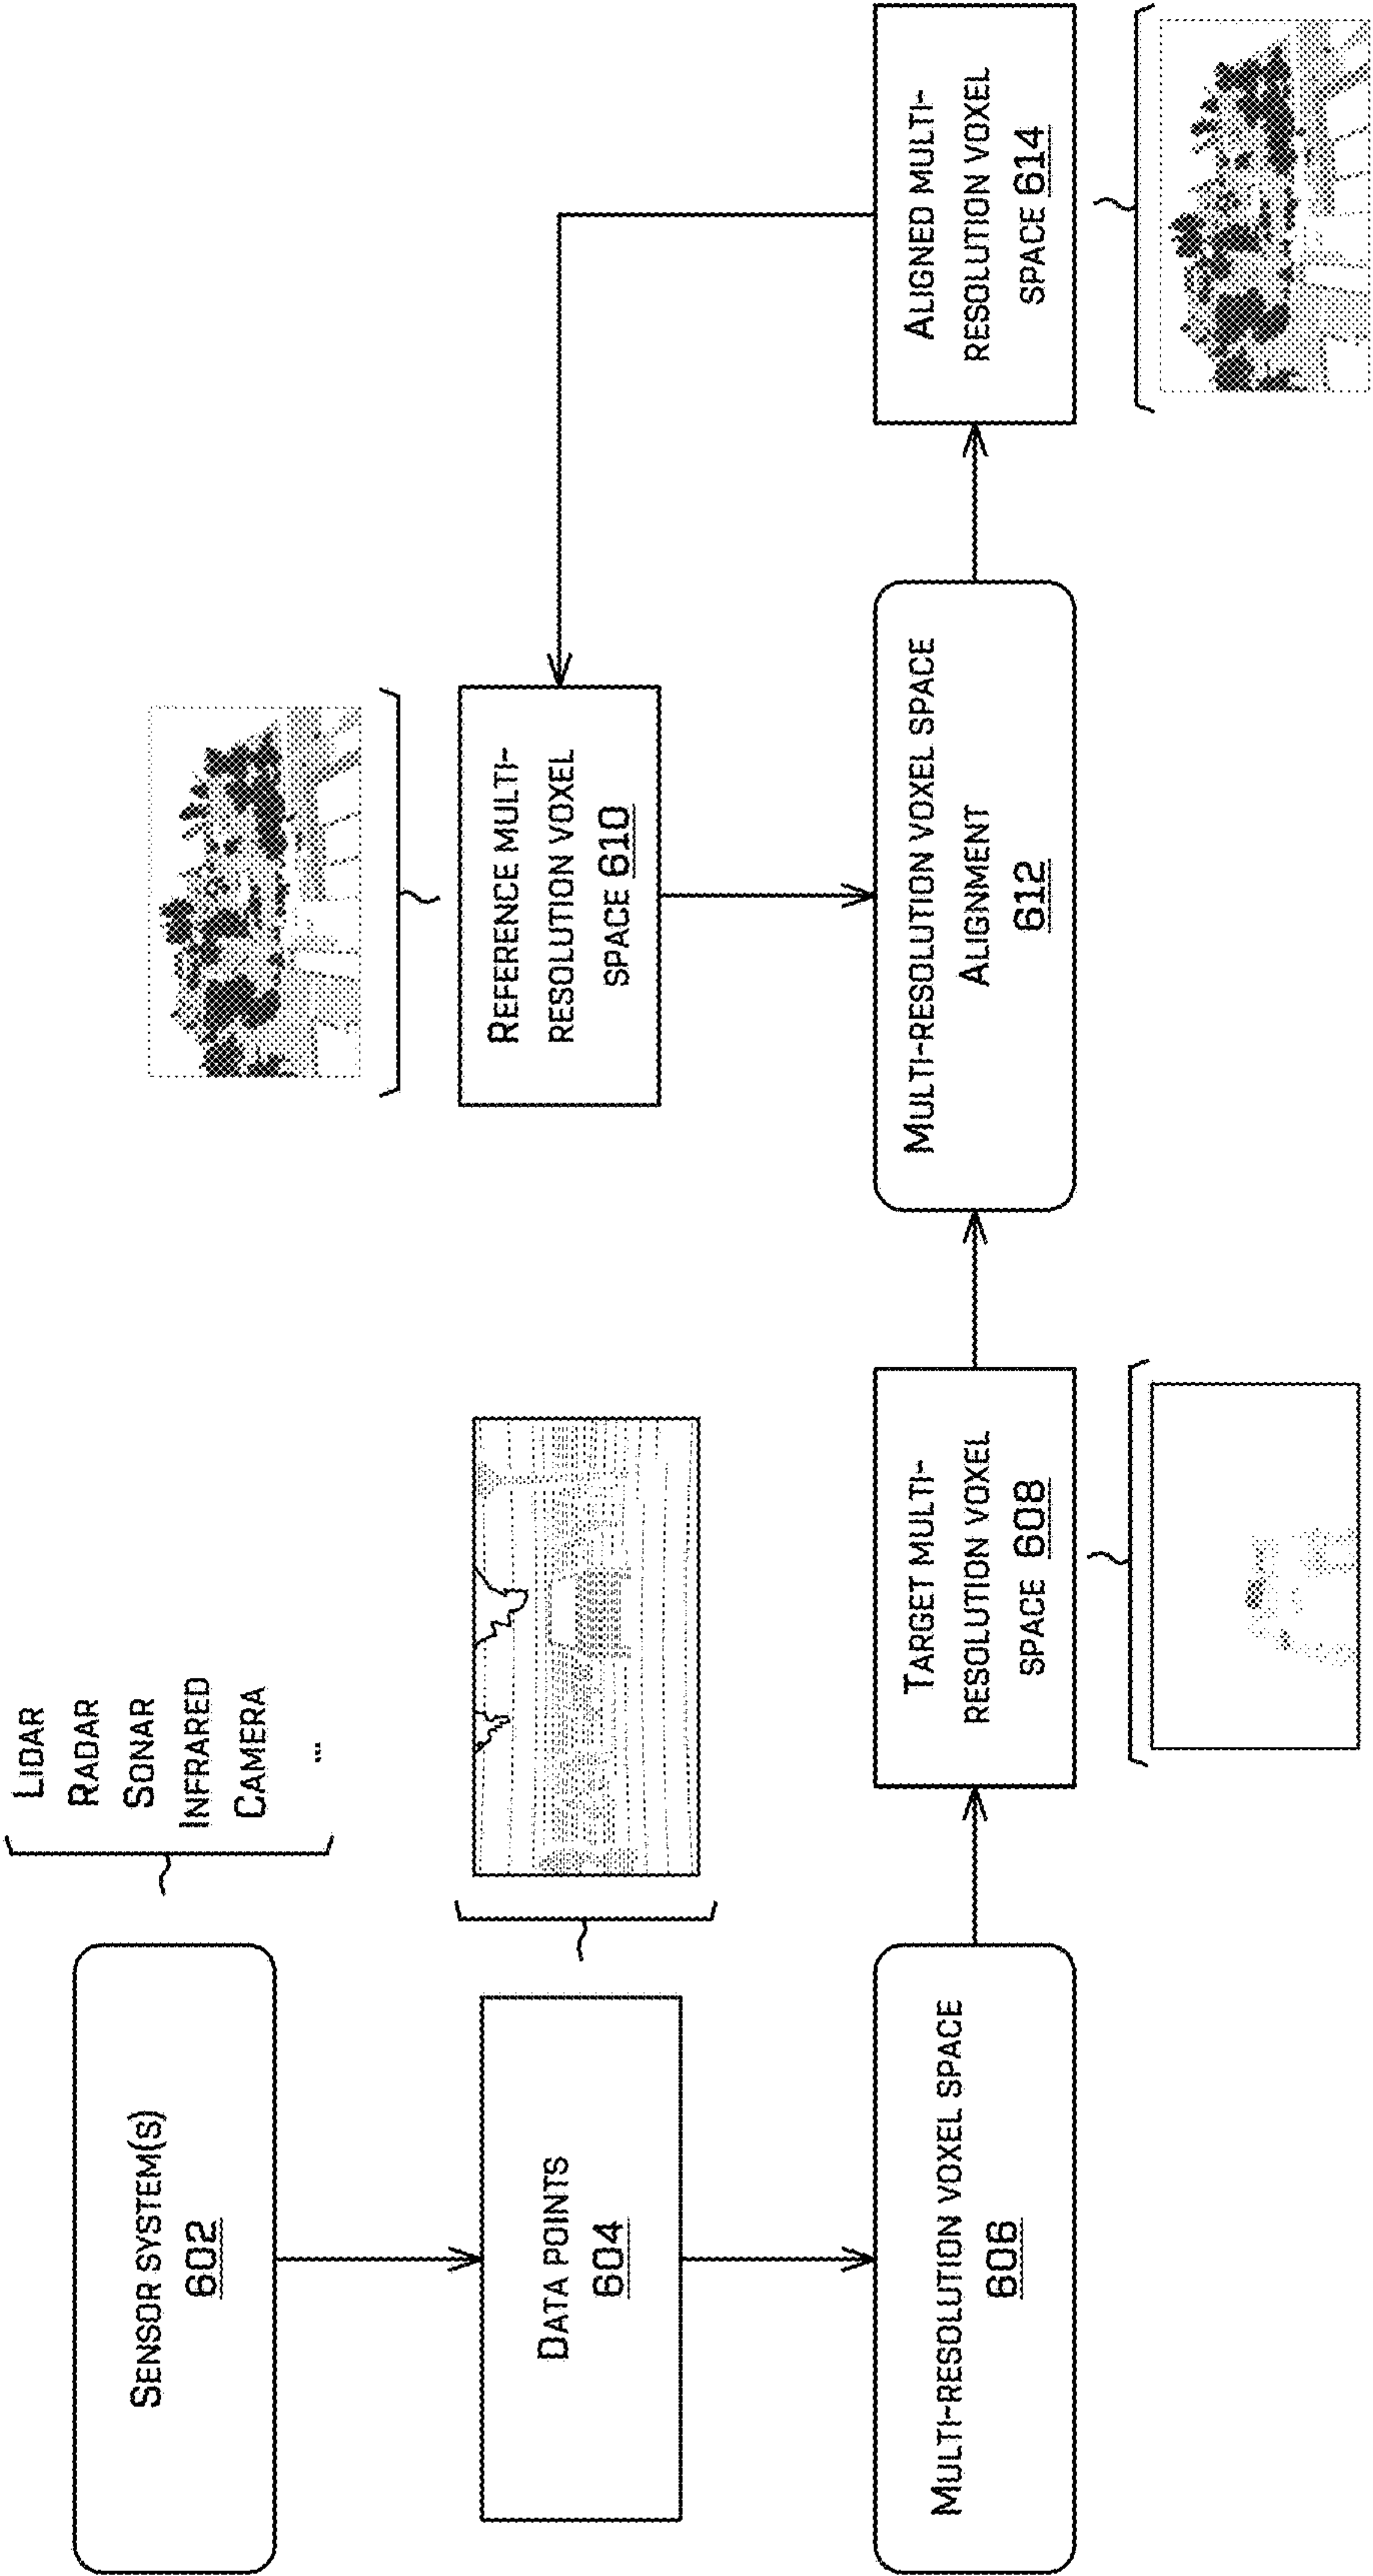 SENSOR SYSTEM(S)
602
LIDAR
RADAR
SONAR
INFRARED
CAMERA
...
DATA POINTS
604
MULTI-RESOLUTION VOXEL SPACE
606
TARGET MULTI-
RESOLUTION VOXEL
SPACE 608
REFERENCE MULTI-
RESOLUTION VOXEL
SPACE 610
MULTI-RESOLUTION VOXEL SPACE
ALIGNMENT
612
ALIGNED MULTI-
RESOLUTION VOXEL
SPACE 614